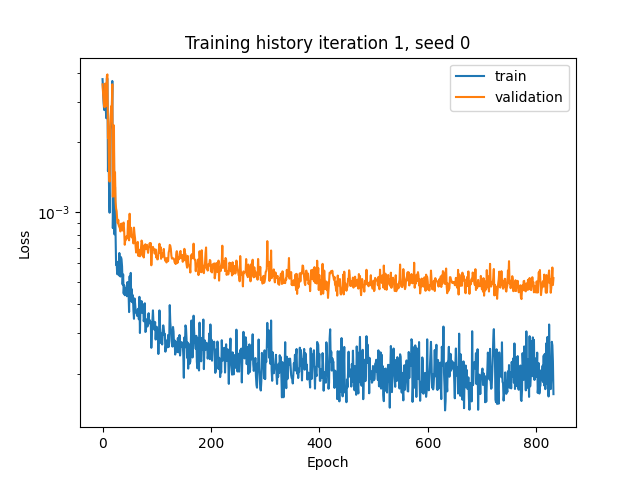 Training history iteration 1, seed 0
train
validation
10⁻³
Loss
0 200 400 600 800
Epoch